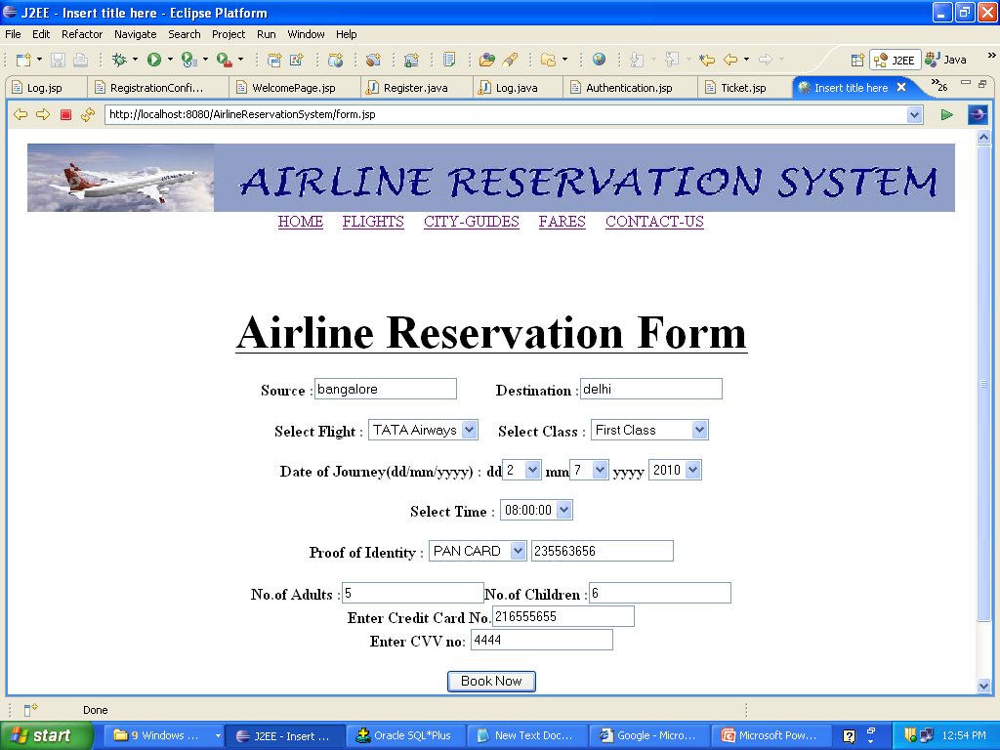 J2EE - Insert title here - Eclipse Platform
File Edit Refactor Navigate Search Project Run Window Help
J2EE Java »
Log.jsp RegistrationConfi... WelcomePage.jsp Register.java Log.java Authentication.jsp Ticket.jsp Insert title here »26
http://localhost:8080/AirlineReservationSystem/form.jsp
AIRLINE RESERVATION SYSTEM
HOME FLIGHTS CITY-GUIDES FARES CONTACT-US
Airline Reservation Form
Source : bangalore Destination : delhi
Select Flight : TATA Airways Select Class : First Class
Date of Journey(dd/mm/yyyy) : dd 2 mm 7 yyyy 2010
Select Time : 08:00:00
Proof of Identity : PAN CARD 235563656
No.of Adults : 5 No.of Children : 6
Enter Credit Card No. 216555655
Enter CVV no: 4444
Book Now
Done
start 9 Windows ... J2EE - Insert ... Oracle SQL*Plus New Text Doc... Google - Micro... Microsoft Pow... 12:54 PM